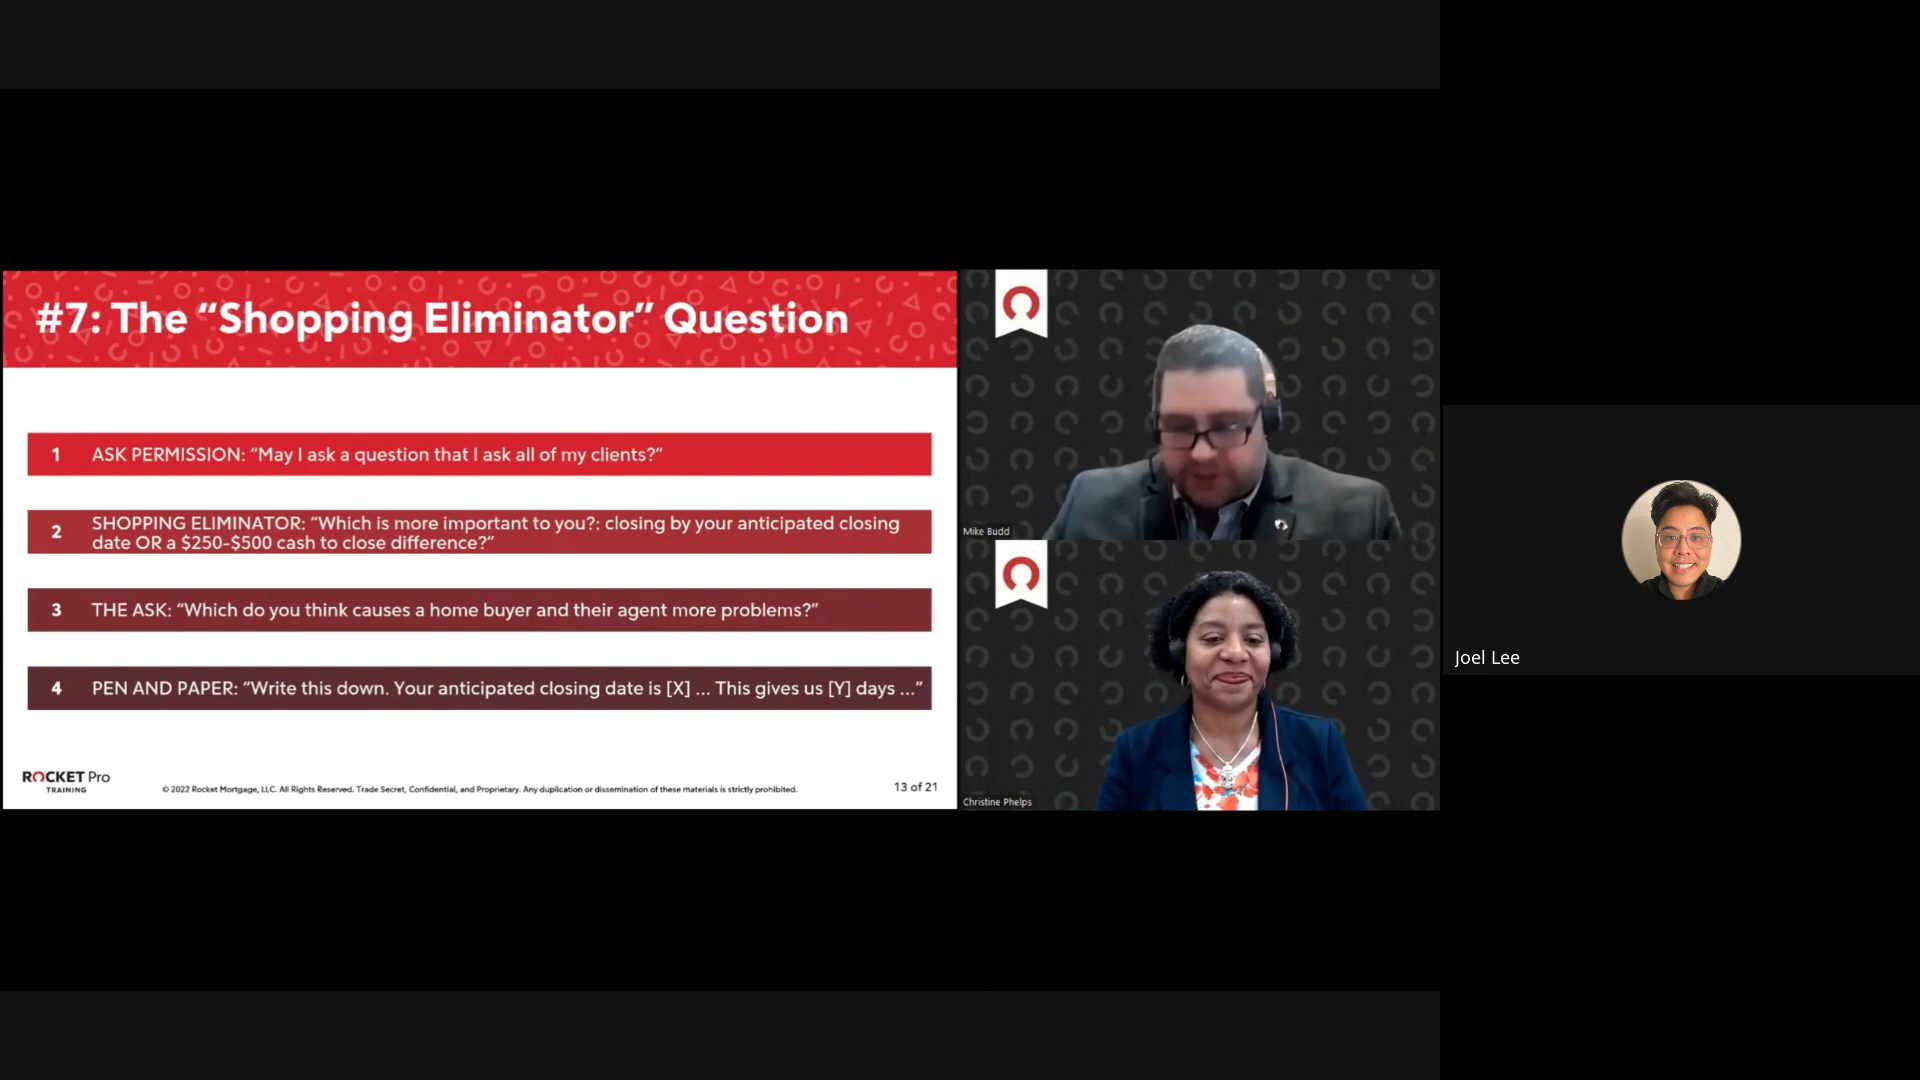 #7: The “Shopping Eliminator” Question
1 ASK PERMISSION: “May I ask a question that I ask all of my clients?”
2 SHOPPING ELIMINATOR: “Which is more important to you?: closing by your anticipated closing
date OR a $250-$500 cash to close difference?”
3 THE ASK: “Which do you think causes a home buyer and their agent more problems?”
4 PEN AND PAPER: “Write this down. Your anticipated closing date is [X] ... This gives us [Y] days ...”
ROCKET Pro
TRAINING
© 2022 Rocket Mortgage, LLC. All Rights Reserved. Trade Secret, Confidential, and Proprietary. Any duplication or dissemination of these materials is strictly prohibited.
13 of 21
Mike Budd
Christine Phelps
Joel Lee